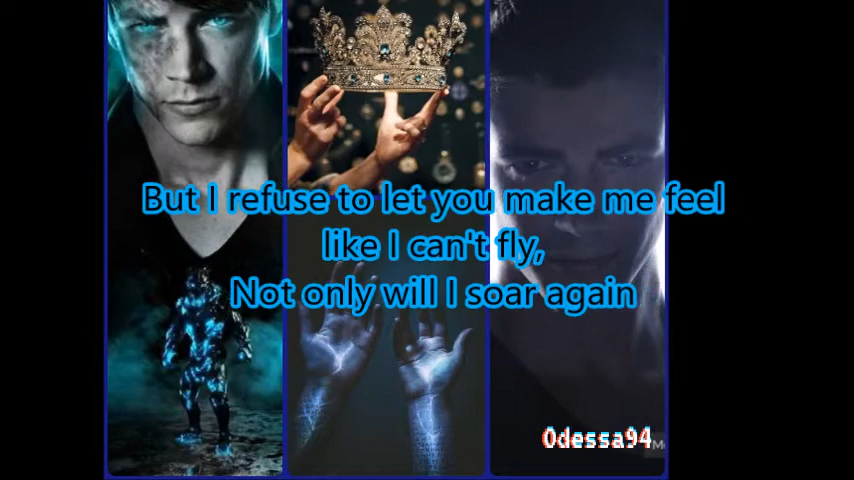 But I refuse to let you make me feel
like I can't fly,
Not only will I soar again
Odessa94